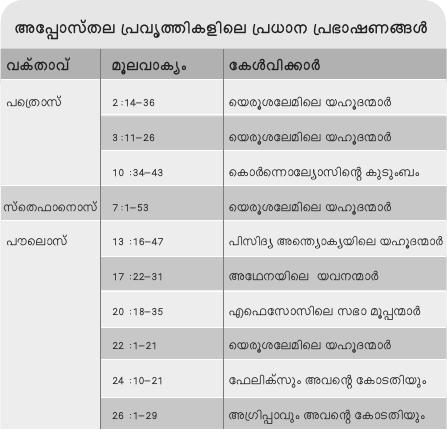 അപ്പോസ്തല പ്രവൃത്തികളിലെ പ്രധാന പ്രഭാഷണങ്ങൾ
വക്താവ് മൂലവാക്യം കേൾവിക്കാർ
പത്രൊസ് 2 :14–36 യെരൂശലേമിലെ യഹൂദന്മാർ
3 :11–26 യെരൂശലേമിലെ യഹൂദന്മാർ
10 :34–43 കൊർന്നൊല്യോസിന്റെ കുടുംബം
സ്തെഫാനൊസ് 7 :1–53 യെരൂശലേമിലെ യഹൂദന്മാർ
പൗലൊസ് 13 :16–47 പിസിദ്യ അന്ത്യൊക്യയിലെ യഹൂദന്മാർ
17 :22–31 അഥേനയിലെ യവനന്മാർ
20 :18–35 എഫെസോസിലെ സഭാ മൂപ്പന്മാർ
22 :1–21 യെരൂശലേമിലെ യഹൂദന്മാർ
24 :10–21 ഫേലിക്സും അവന്റെ കോടതിയും
26 :1–29 അഗ്രിപ്പാവും അവന്റെ കോടതിയും